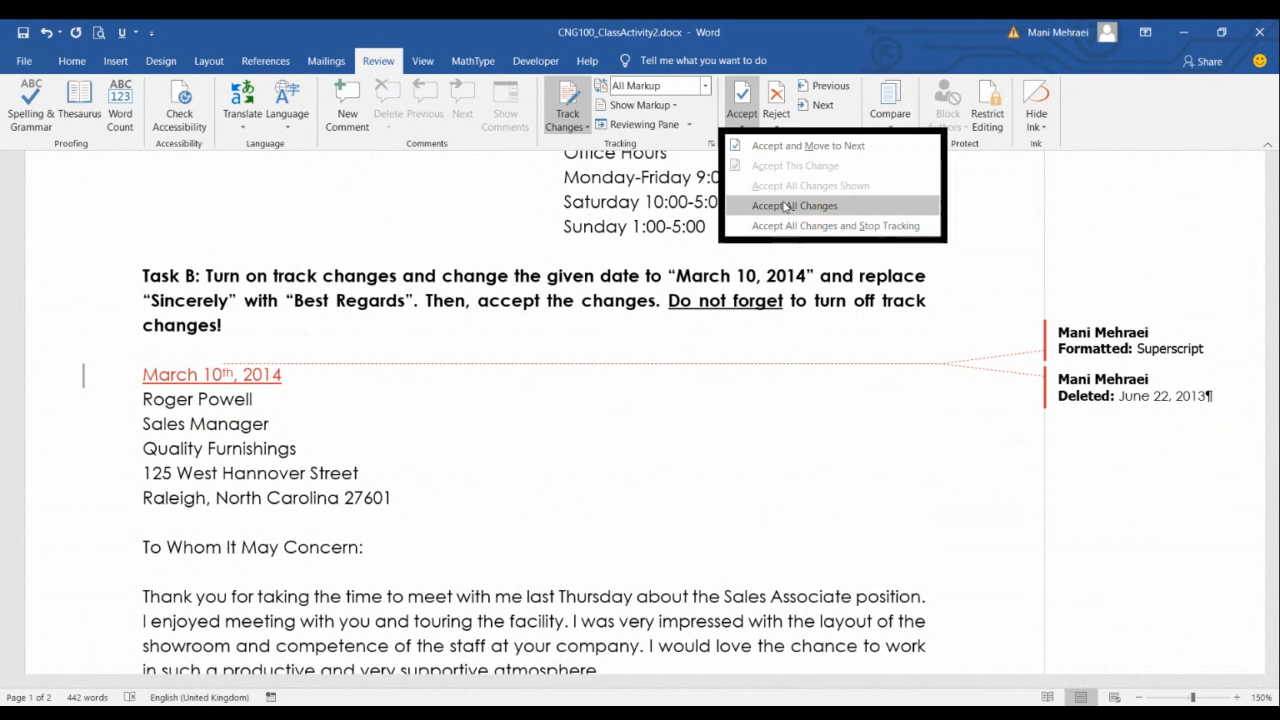 CNG100_ClassActivity2.docx - Word
Mani Mehraei
File Home Insert Design Layout References Mailings Review View MathType Developer Help Tell me what you want to do
Share
ABC
Spelling & Grammar
Thesaurus
ABC 123
Word Count
Proofing
Check Accessibility
Accessibility
Translate
Language
Language
New Comment
Delete
Previous
Next
Show Comments
Comments
Track Changes
All Markup
Show Markup
Reviewing Pane
Tracking
Accept
Reject
Previous
Next
Compare
Block Authors
Restrict Editing
Protect
Hide Ink
Ink
Accept and Move to Next
Accept This Change
Accept All Changes Shown
Accept All Changes
Accept All Changes and Stop Tracking
Office Hours
Monday-Friday 9:0
Saturday 10:00-5:0
Sunday 1:00-5:00
Task B: Turn on track changes and change the given date to “March 10, 2014” and replace
“Sincerely” with “Best Regards”. Then, accept the changes. Do not forget to turn off track
changes!
March 10th, 2014
Roger Powell
Sales Manager
Quality Furnishings
125 West Hannover Street
Raleigh, North Carolina 27601
To Whom It May Concern:
Thank you for taking the time to meet with me last Thursday about the Sales Associate position.
I enjoyed meeting with you and touring the facility. I was very impressed with the layout of the
showroom and competence of the staff at your company. I would love the chance to work
in such a productive and very supportive atmosphere.
Mani Mehraei
Formatted: Superscript
Mani Mehraei
Deleted: June 22, 2013¶
Page 1 of 2 442 words English (United Kingdom) 150%